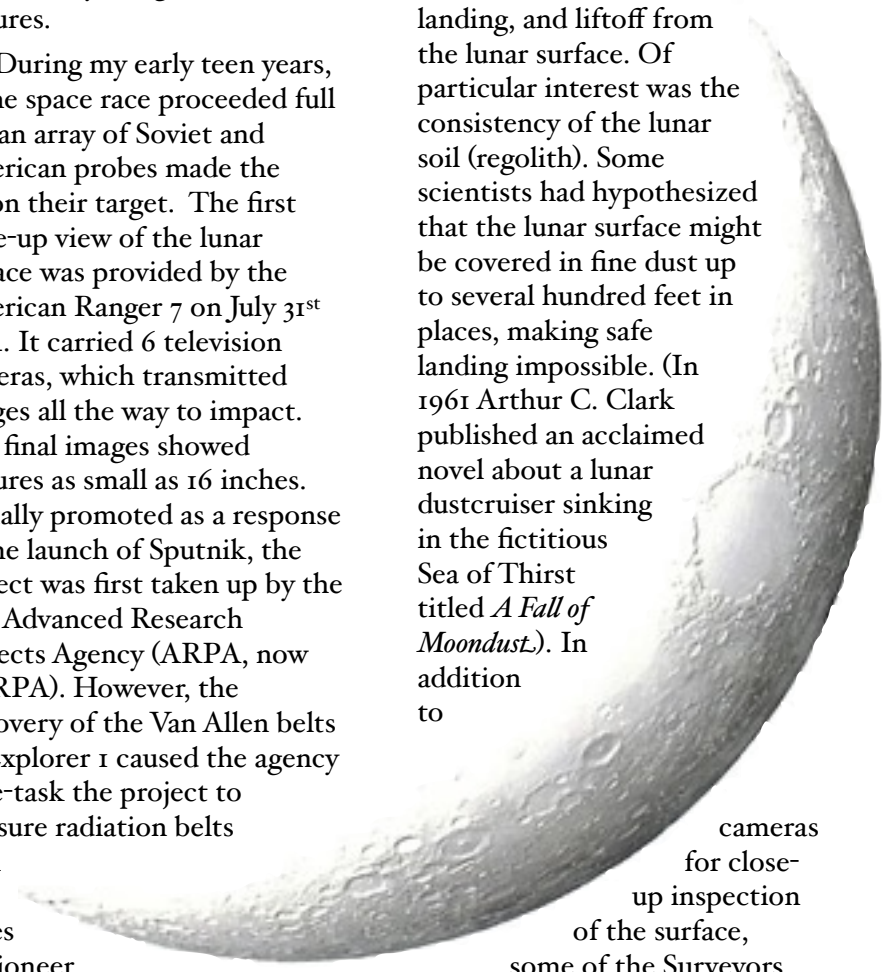 ures.
During my early teen years,
he space race proceeded full
an array of Soviet and
erican probes made the
on their target.  The first
e-up view of the lunar
ace was provided by the
erican Ranger 7 on July 31st
. It carried 6 television
eras, which transmitted
ges all the way to impact.
final images showed
ures as small as 16 inches.
ally promoted as a response
he launch of Sputnik, the
ect was first taken up by the
Advanced Research
ects Agency (ARPA, now
RPA). However, the
overy of the Van Allen belts
xplorer 1 caused the agency
e-task the project to
sure radiation belts
es
ioneer
landing, and liftoff from
the lunar surface. Of
particular interest was the
consistency of the lunar
soil (regolith). Some
scientists had hypothesized
that the lunar surface might
be covered in fine dust up
to several hundred feet in
places, making safe
landing impossible. (In
1961 Arthur C. Clark
published an acclaimed
novel about a lunar
dustcruiser sinking
in the fictitious
Sea of Thirst
titled A Fall of
Moondust). In
addition
to
cameras
for close-
up inspection
of the surface,
some of the Surveyors